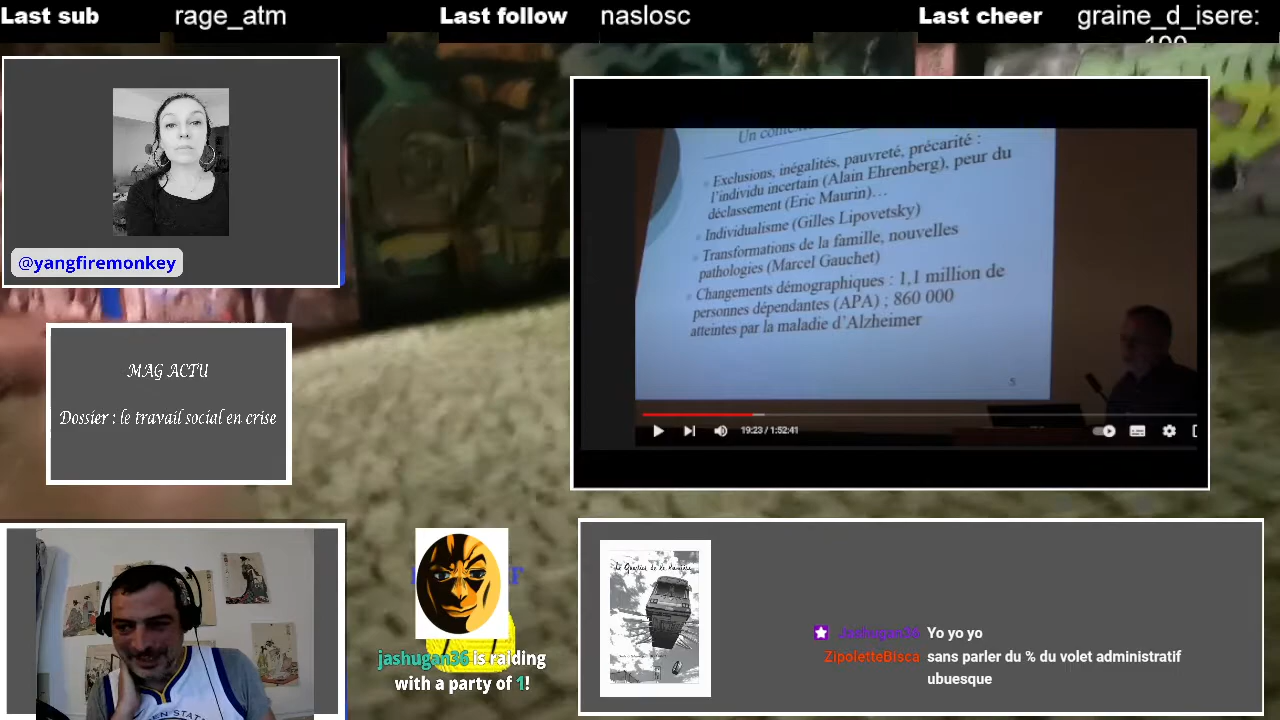 Last sub
rage_atm
Last follow
naslosc
Last cheer
graine_d_isere:
100
@yangfiremonkey
MAG ACTU
Dossier : le travail social en crise
Exclusions, inégalités, pauvreté, précarité :
l'individu incertain (Alain Ehrenberg), peur du
déclassement (Eric Maurin)…
Individualisme (Gilles Lipovetsky)
Transformations de la famille, nouvelles
pathologies (Marcel Gauchet)
Changements démographiques : 1,1 million de
personnes dépendantes (APA) ; 860 000
atteintes par la maladie d'Alzheimer
5
19:23 / 1:52:41
jashugan36 is raiding
with a party of 1!
Jashugan36 Yo yo yo
ZipoletteBisca sans parler du % du volet administratif
ubuesque